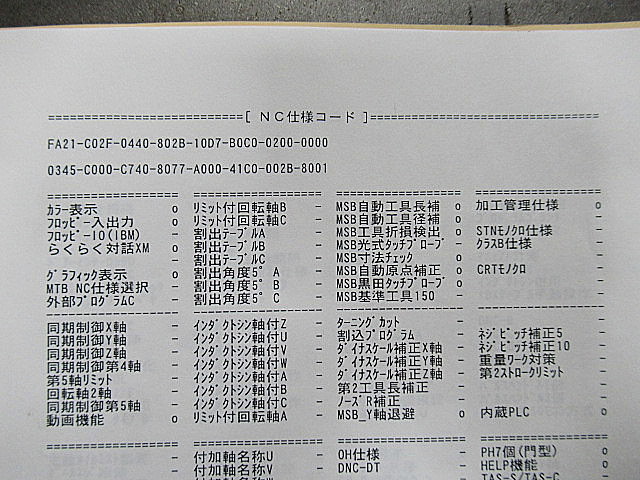 [ NC仕様コード ]
FA21-C02F-0440-802B-10D7-B0C0-0200-0000
0345-C000-C740-8077-A000-41C0-002B-8001
カラー表示 o リミット付回転軸B - MSB自動工具長補 o 加工管理仕様 o
フロッピー入出力 o リミット付回転軸C - MSB自動工具径補 o -
フロッピーIO(IBM) - 割出テーブルA - MSB工具折損検出 o STNモノクロ仕様 -
らくらく対話XM o 割出テーブルB - MSB光式タッチプローブ - クラスB仕様 -
割出テーブルC - MSB寸法チェック o -
グラフィック表示 o 割出角度5°A - MSB自動原点補正 o CRTモノクロ -
MTB NC仕様選択 - 割出角度5°B - MSB黒田タッチプローブ o -
外部プログラムC - 割出角度5°C - MSB基準工具150 - -
同期制御X軸 - インダクトシン軸付Z - ターニングカット - -
同期制御Y軸 - インダクトシン軸付U - 割込プログラム - ネジピッチ補正5 -
同期制御Z軸 - インダクトシン軸付V - ダイナスケール補正X軸 - ネジピッチ補正10 -
同期制御第4軸 - インダクトシン軸付W - ダイナスケール補正Y軸 - 重量ワーク対策 -
第5軸リミット - インダクトシン軸付A - ダイナスケール補正Z軸 - 第2ストロークリミット -
回転軸2軸 - インダクトシン軸付B - 第2工具長補正 - -
同期制御第5軸 - インダクトシン軸付C - ノーズR補正 - -
動画機能 o リミット付回転軸A - MSB_Y軸退避 o 内蔵PLC o
- 付加軸名称U - OH仕様 - PH7個(門型) o
- 付加軸名称V - DNC-DT - HELP機能 o
TAS-S/TAS-C